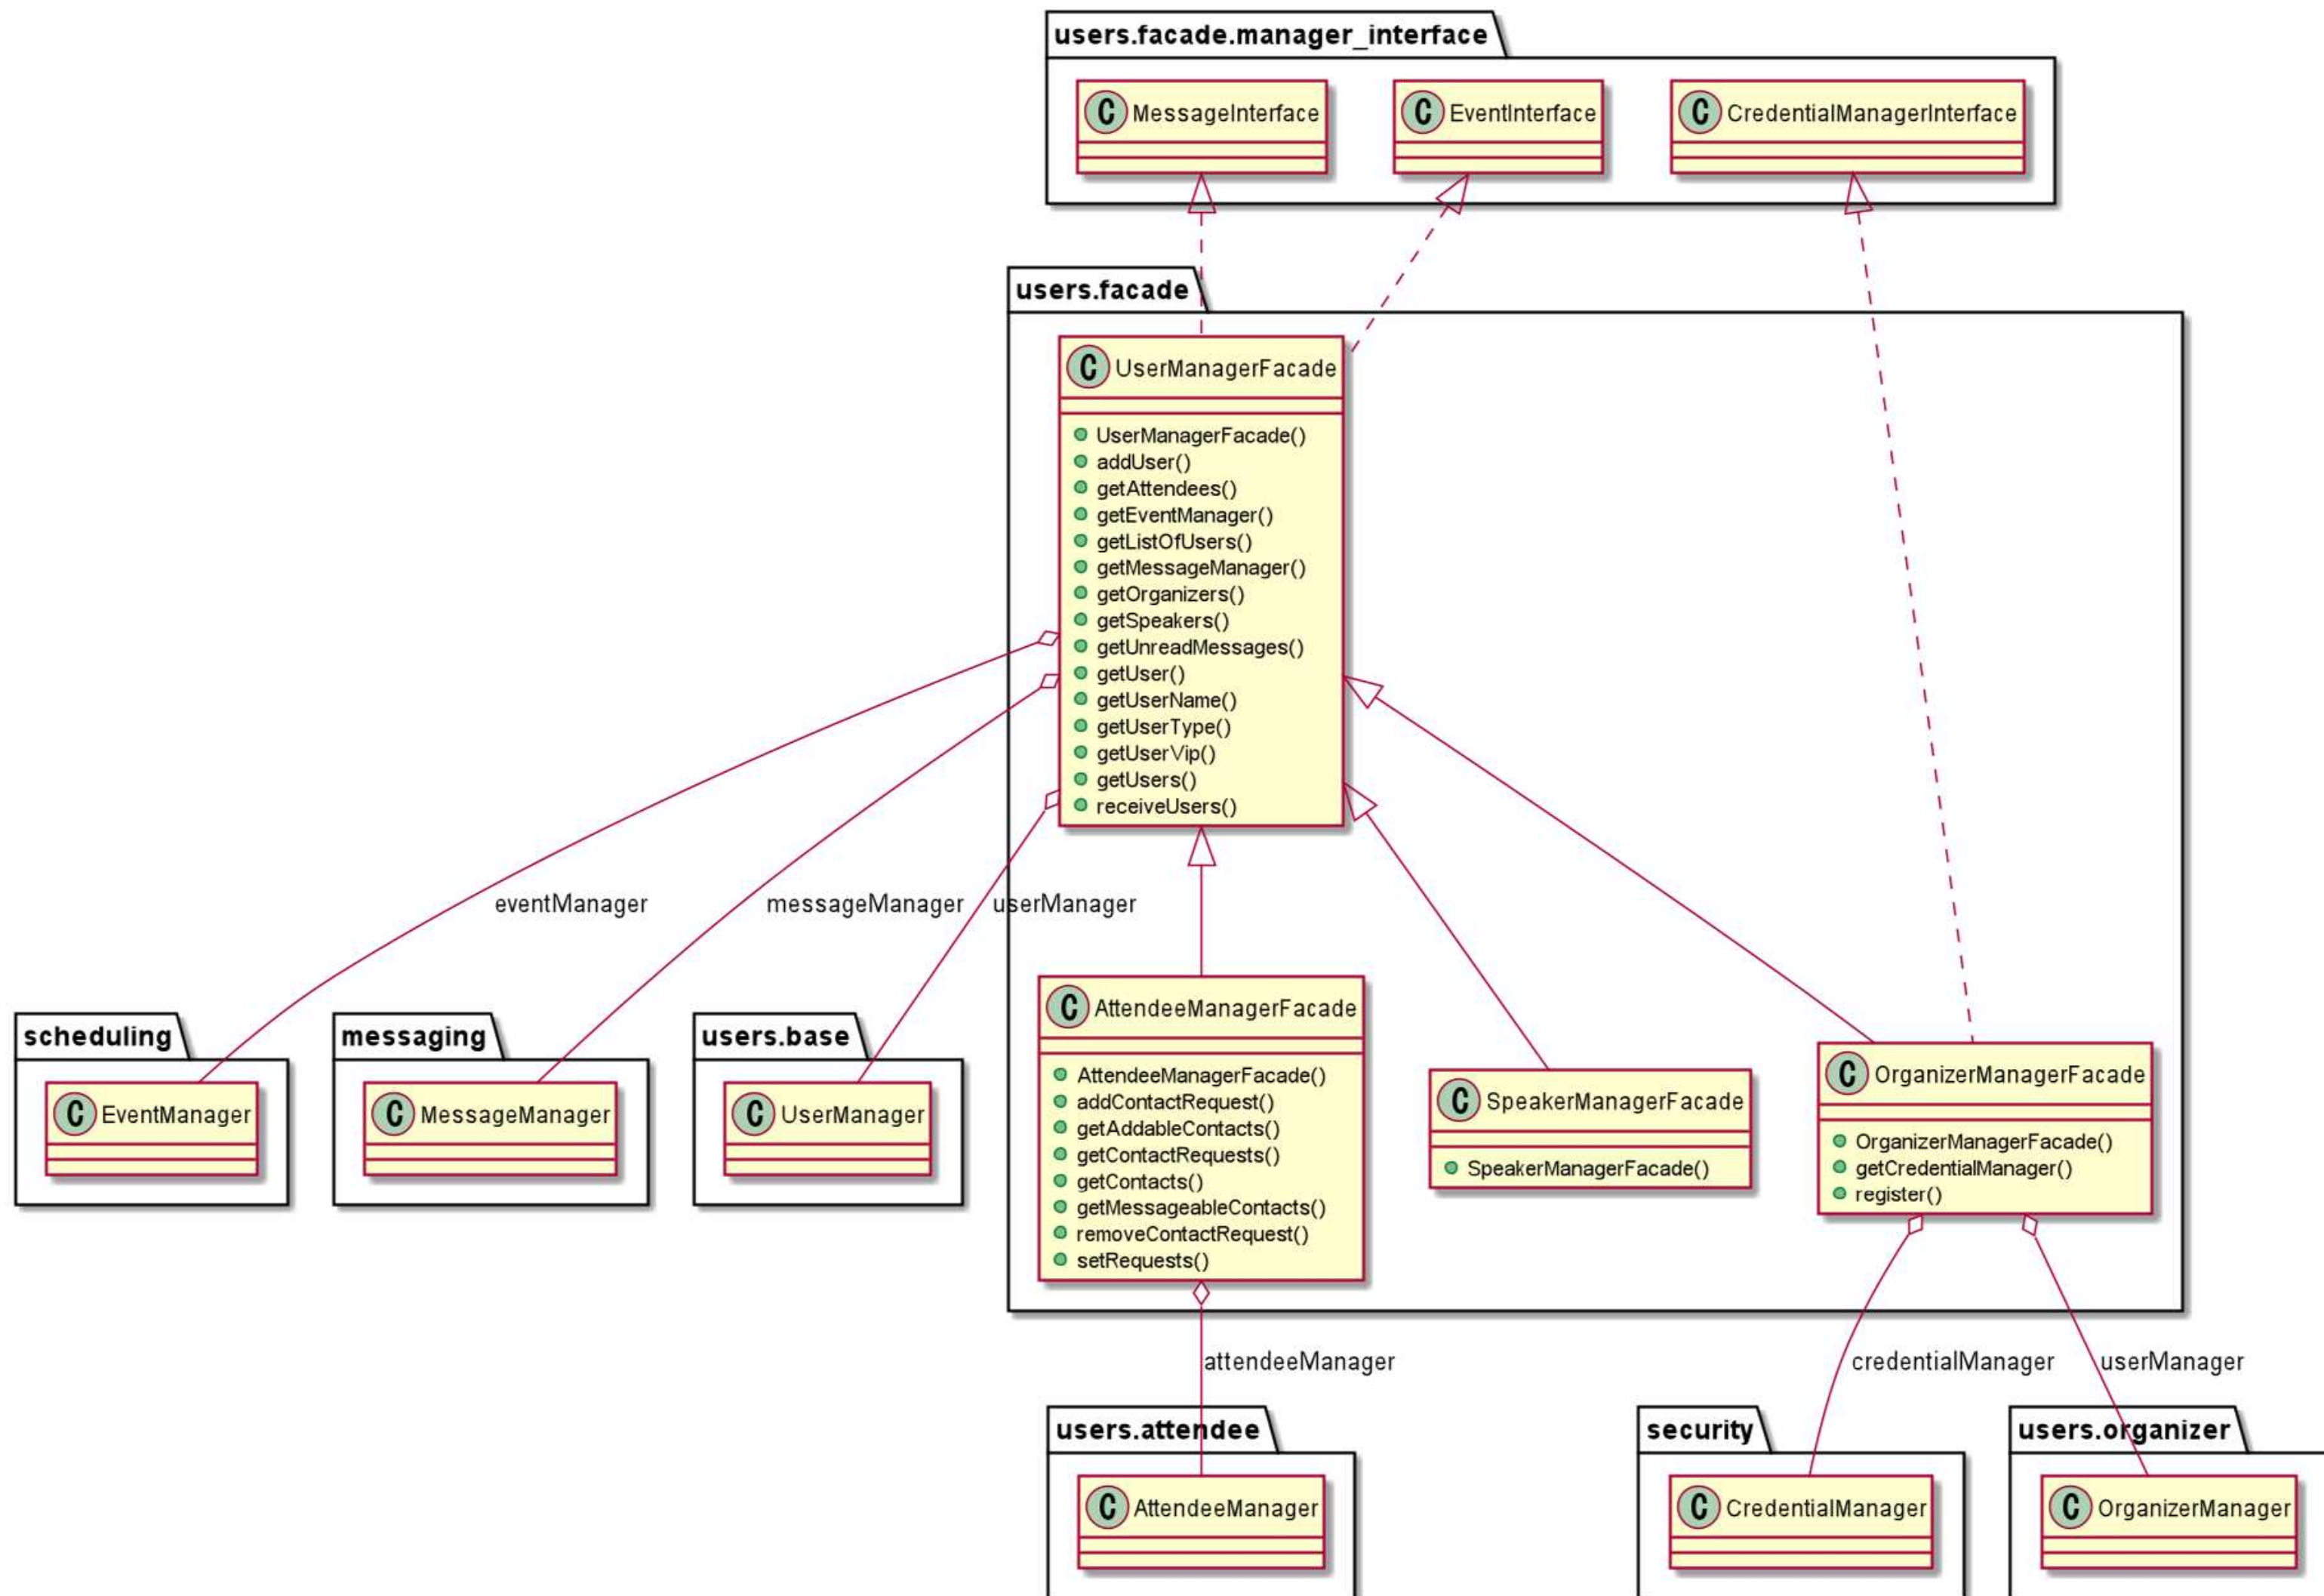 users.facade.manager_interface
C MessageInterface
C EventInterface
C CredentialManagerInterface
users.facade
C UserManagerFacade
UserManagerFacade()
addUser()
getAttendees()
getEventManager()
getListOfUsers()
getMessageManager()
getOrganizers()
getSpeakers()
getUnreadMessages()
getUser()
getUserName()
getUserType()
getUserVip()
getUsers()
receiveUsers()
eventManager
messageManager
userManager
scheduling
C EventManager
messaging
C MessageManager
users.base
C UserManager
C AttendeeManagerFacade
AttendeeManagerFacade()
addContactRequest()
getAddableContacts()
getContactRequests()
getContacts()
getMessageableContacts()
removeContactRequest()
setRequests()
C SpeakerManagerFacade
SpeakerManagerFacade()
C OrganizerManagerFacade
OrganizerManagerFacade()
getCredentialManager()
register()
attendeeManager
credentialManager
userManager
users.attendee
C AttendeeManager
security
C CredentialManager
users.organizer
C OrganizerManager